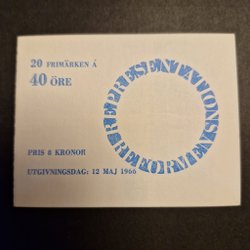 20 FRIMÄRKEN Á
40 ÖRE
REPRESENTATIONSREFORMEN
PRIS 8 KRONOR
UTGIVNINGSDAG: 12 MAJ 1966